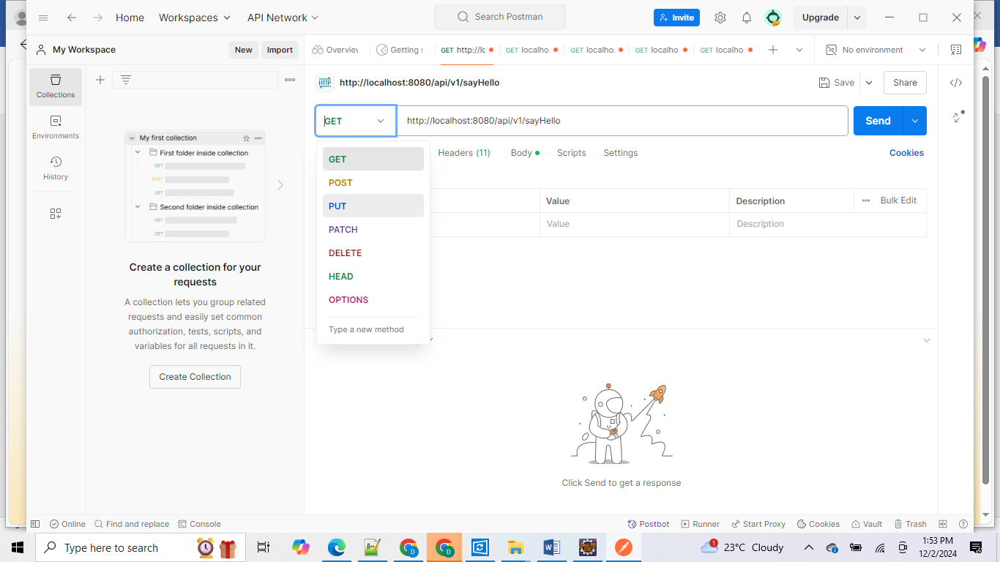 Home
Workspaces
API Network
Search Postman
Invite
Upgrade
My Workspace
New
Import
Overview
Getting s
GET http://lc
GET localho
GET localho.
GET localho
GET localho.
No environment
Collections
Environments
History
HTTP
http://localhost:8080/api/v1/sayHello
Save
Share
GET
http://localhost:8080/api/v1/sayHello
Send
Headers (11)
Body
Scripts
Settings
Cookies
GET
POST
PUT
PATCH
DELETE
HEAD
OPTIONS
Type a new method
Value
Description
Bulk Edit
Value
Description
My first collection
First folder inside collection
GET
POST
GET
Second folder inside collection
GET
GET
Create a collection for your
requests
A collection lets you group related
requests and easily set common
authorization, tests, scripts, and
variables for all requests in it.
Create Collection
Click Send to get a response
Online
Find and replace
Console
Postbot
Runner
Start Proxy
Cookies
Vault
Trash
Type here to search
1
23°C Cloudy
1:53 PM
12/2/2024